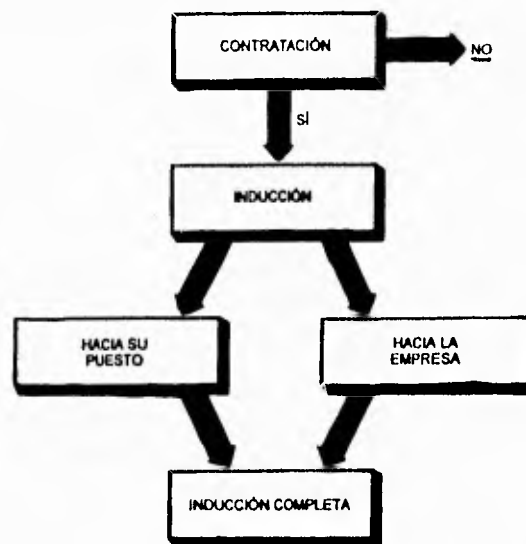 CONTRATACIÓN
NO
SÍ
INDUCCIÓN
HACIA SU
PUESTO
HACIA LA
EMPRESA
INDUCCIÓN COMPLETA